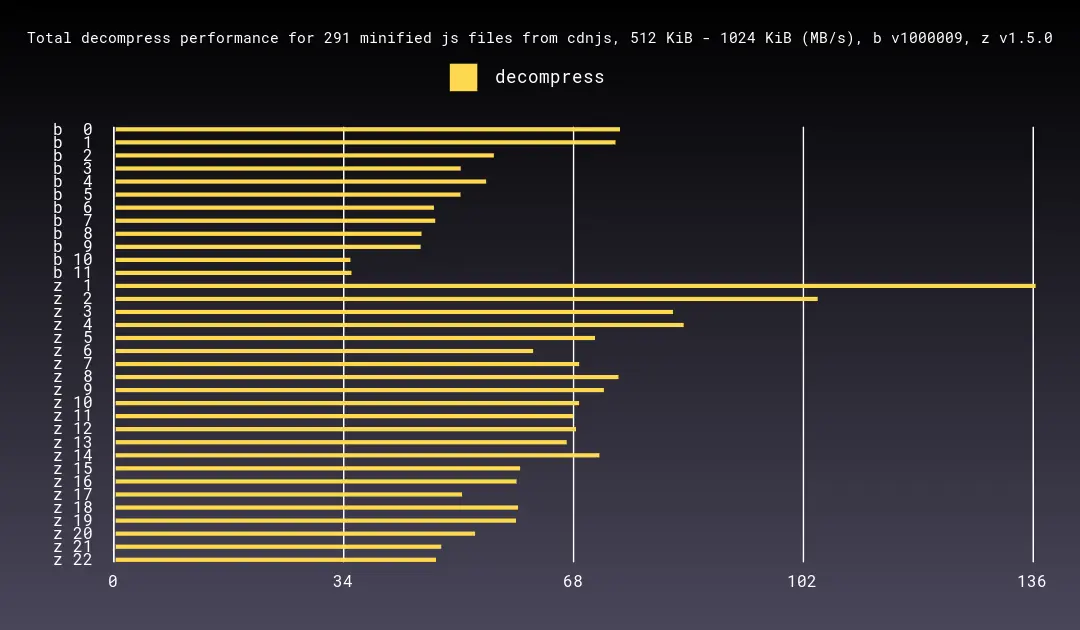 Total decompress performance for 291 minified js files from cdnjs, 512 KiB - 1024 KiB (MB/s), b v1000009, z v1.5.0
decompress
b 0
b 1
b 2
b 3
b 4
b 5
b 6
b 7
b 8
b 9
b 10
b 11
z 1
z 2
z 3
z 4
z 5
z 6
z 7
z 8
z 9
z 10
z 11
z 12
z 13
z 14
z 15
z 16
z 17
z 18
z 19
z 20
z 21
z 22
0 34 68 102 136